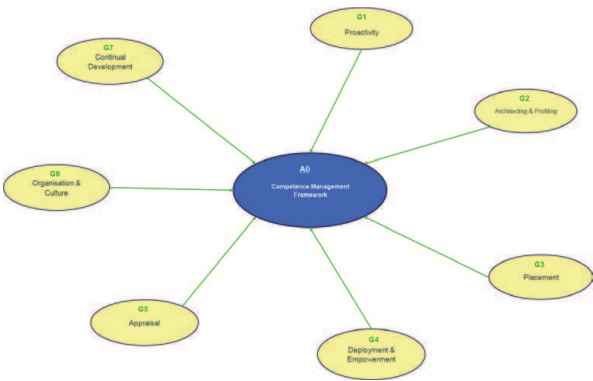 G1
Proactivity
G7
Continual
Development
G2
Architecting & Profiling
A0
Competence Management
Framework
G6
Organisation &
Culture
G3
Placement
G5
Appraisal
G4
Deployment &
Empowerment